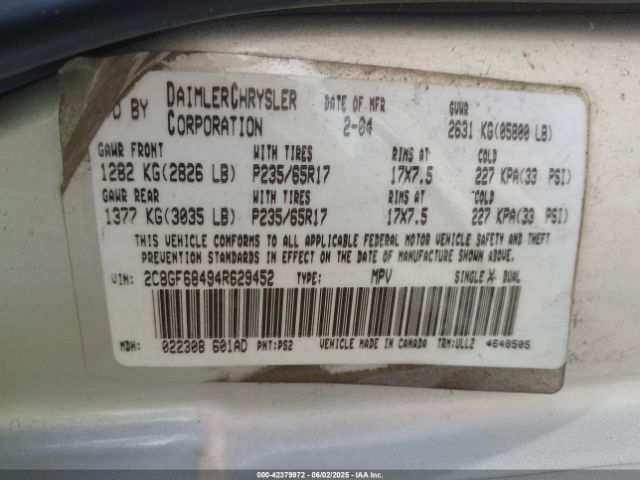 D BY DAIMLERCHRYSLER CORPORATION DATE OF MFR 2-04 GVWR 2631 KG(05800 LB)
GAWR FRONT WITH TIRES RIMS AT COLD
1282 KG(2826 LB) P235/65R17 17X7.5 227 KPA(33 PSI)
GAWR REAR WITH TIRES RIMS AT COLD
1377 KG(3035 LB) P235/65R17 17X7.5 227 KPA(33 PSI)
THIS VEHICLE CONFORMS TO ALL APPLICABLE FEDERAL MOTOR VEHICLE SAFETY AND THEFT
PREVENTION STANDARDS IN EFFECT ON THE DATE OF MANUFACTURE SHOWN ABOVE.
VIN: 2C8GF68494R629452 TYPE: MPV SINGLE X DUAL
MDH: 022308 601AD PNT:PS2 VEHICLE MADE IN CANADA TRM:ULL2 4648505
000-42379972 | 06/02/2025 - IAAI.COM